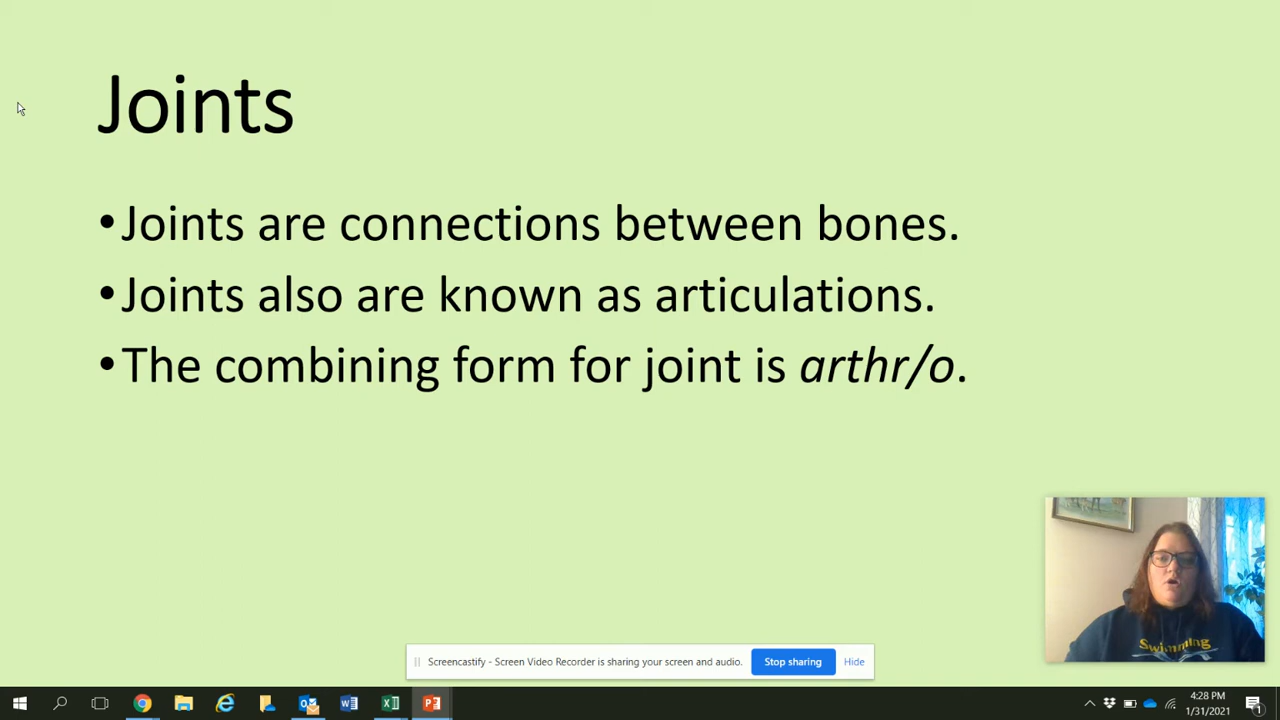 Joints
•Joints are connections between bones.
•Joints also are known as articulations.
•The combining form for joint is arthr/o.
Swimming
Screencastify - Screen Video Recorder is sharing your screen and audio. Stop sharing Hide
4:28 PM
1/31/2021
1